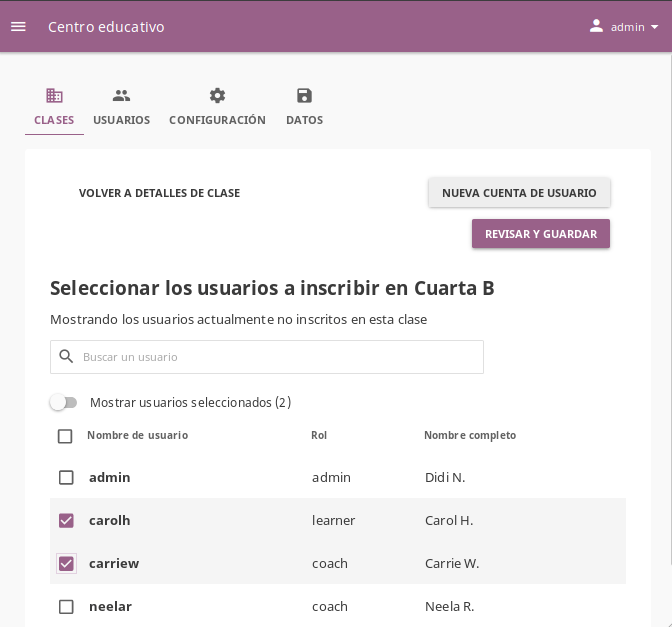 Centro educativo
admin
CLASES USUARIOS CONFIGURACIÓN DATOS
VOLVER A DETALLES DE CLASE
NUEVA CUENTA DE USUARIO
REVISAR Y GUARDAR
Seleccionar los usuarios a inscribir en Cuarta B
Mostrando los usuarios actualmente no inscritos en esta clase
Buscar un usuario
Mostrar usuarios seleccionados (2)
Nombre de usuario Rol Nombre completo
admin admin Didi N.
carolh learner Carol H.
carriew coach Carrie W.
neelar coach Neela R.